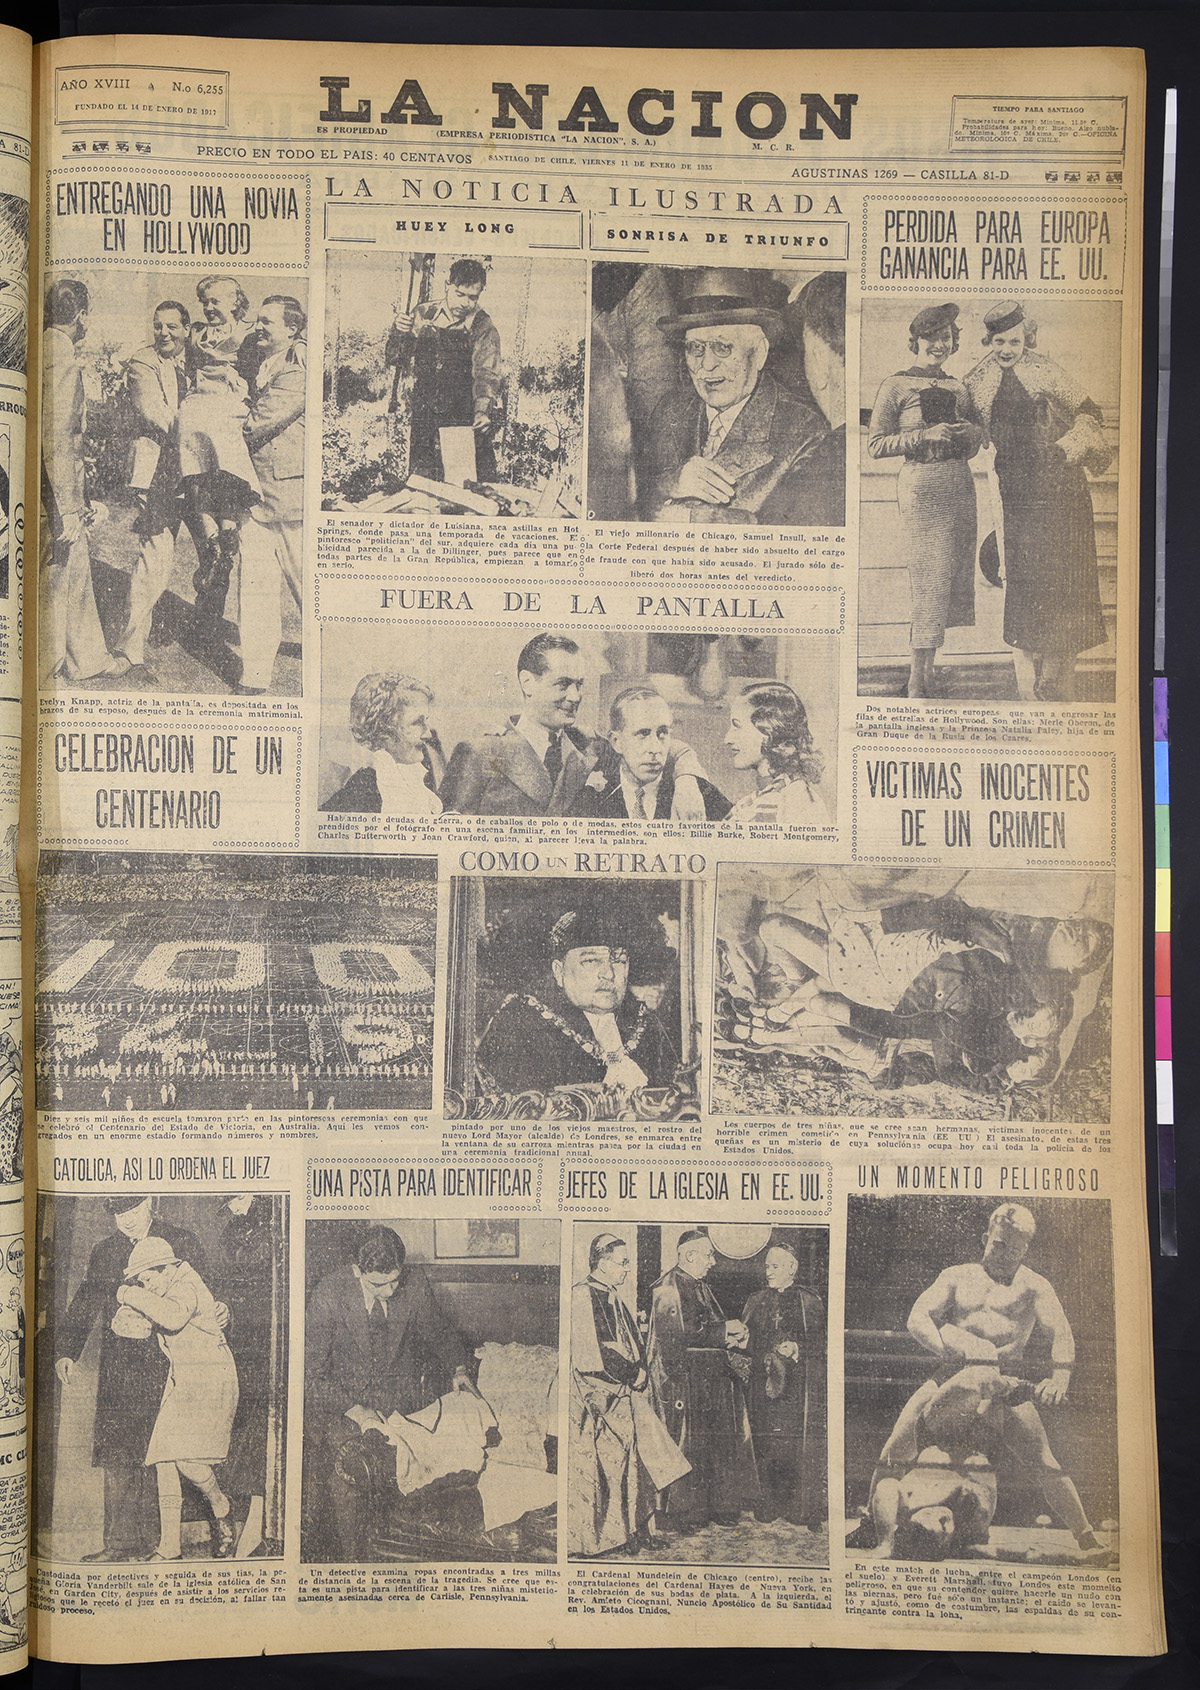 AÑO XVIII N.o 6,255
FUNDADO EL 14 DE ENERO DE 1917
LA NACION
ES PROPIEDAD
(EMPRESA PERIODISTICA "LA NACION", S. A.)
M. C. R.
TIEMPO PARA SANTIAGO
Temperatura de ayer: Mínima,
Probabilidades para hoy: Bueno. Algo nubla-
do. Mínima, Máxima, C.—OFICINA
METEOROLOGICA DE CHILE.
PRECIO EN TODO EL PAIS: 40 CENTAVOS
SANTIAGO DE CHILE, VIERNES 11 DE ENERO DE 1935
AGUSTINAS 1269 — CASILLA 81-D
ENTREGANDO UNA NOVIA
EN HOLLYWOOD
Evelyn Knapp, actriz de la pantalla, es depositada en los
brazos de su esposo, después de la ceremonia matrimonial.
LA NOTICIA ILUSTRADA
HUEY LONG
El senador y dictador de Luisiana, saca astillas en Hot
Springs, donde pasa una temporada de vacaciones. El
pintoresco "politician" del sur, adquiere cada día una pu-
blicidad parecida a la de Dillinger, pues parece que en
todas partes de la Gran República, empiezan a tomarlo
en serio.
SONRISA DE TRIUNFO
El viejo millonario de Chicago, Samuel Insull, sale de
la Corte Federal después de haber sido absuelto del cargo
de fraude con que había sido acusado. El jurado sólo de-
liberó dos horas antes del veredicto.
PERDIDA PARA EUROPA
GANANCIA PARA EE. UU.
Dos notables actrices europeas que van a engrosar las
filas de estrellas de Hollywood. Son ellas: Merle Oberon, de
la pantalla inglesa y la Princesa Natalia Paley, hija de un
Gran Duque de la Rusia de los Czares.
FUERA DE LA PANTALLA
Hablando de deudas de guerra, o de caballos de polo o de modas, estos cuatro favoritos de la pantalla fueron sor-
prendidos por el fotógrafo en una escena familiar, en los intermedios, son ellos: Billie Burke, Robert Montgomery,
Charles Butterworth y Joan Crawford, quien, al parecer lleva la palabra.
CELEBRACION DE UN
CENTENARIO
Diez y seis mil niños de escuela tomaron parte en las pintorescas ceremonias con que
se celebró el Centenario del Estado de Victoria, en Australia. Aquí les vemos con-
gregados en un enorme estadio formando números y nombres.
COMO UN RETRATO
pintado por uno de los viejos maestros, el rostro del
nuevo Lord Mayor (alcalde) de Londres, se enmarca entre
la ventana de su carroza mientras pasea por la ciudad en
una ceremonia tradicional anual.
VICTIMAS INOCENTES
DE UN CRIMEN
Los cuerpos de tres niñas, que se cree sean hermanas, víctimas inocentes de un
horrible crimen cometido en Pennsylvania (EE UU) El asesinato, de estas tres
queñas es un misterio de cuya solución se ocupa hoy casi toda la policía de los
Estados Unidos.
CATOLICA, ASI LO ORDENA EL JUEZ
Custodiada por detectives y seguida de sus tías, la pe-
queña Gloria Vanderbilt sale de la iglesia católica de San
José, en Garden City, después de asistir a los servicios re-
ligiosos que le recetó el juez en su decisión, al fallar tan
ruidoso proceso.
UNA PISTA PARA IDENTIFICAR
Un detective examina ropas encontradas a tres millas
de distancia de la escena de la tragedia. Se cree que es-
ta es una pista para identificar a las tres niñas misterio-
samente asesinadas cerca de Carlisle, Pennsylvania.
JEFES DE LA IGLESIA EN EE. UU.
El Cardenal Mundelein de Chicago (centro), recibe las
congratulaciones del Cardenal Hayes de Nueva York, en
la celebración de sus bodas de plata. A la izquierda, el
Rev. Amleto Cicognani, Nuncio Apostólico de Su Santidad
en los Estados Unidos.
UN MOMENTO PELIGROSO
En este match de lucha, entre el campeón Londos (en
el suelo) y Everett Marshall, tuvo Londos este momento
peligroso, en que su contendor quiere hacerle un nudo con
las piernas, pero fué sólo un instante; el caído se levan-
tó y ajustó, como de costumbre, las espaldas de su con-
trincante contra la lona.